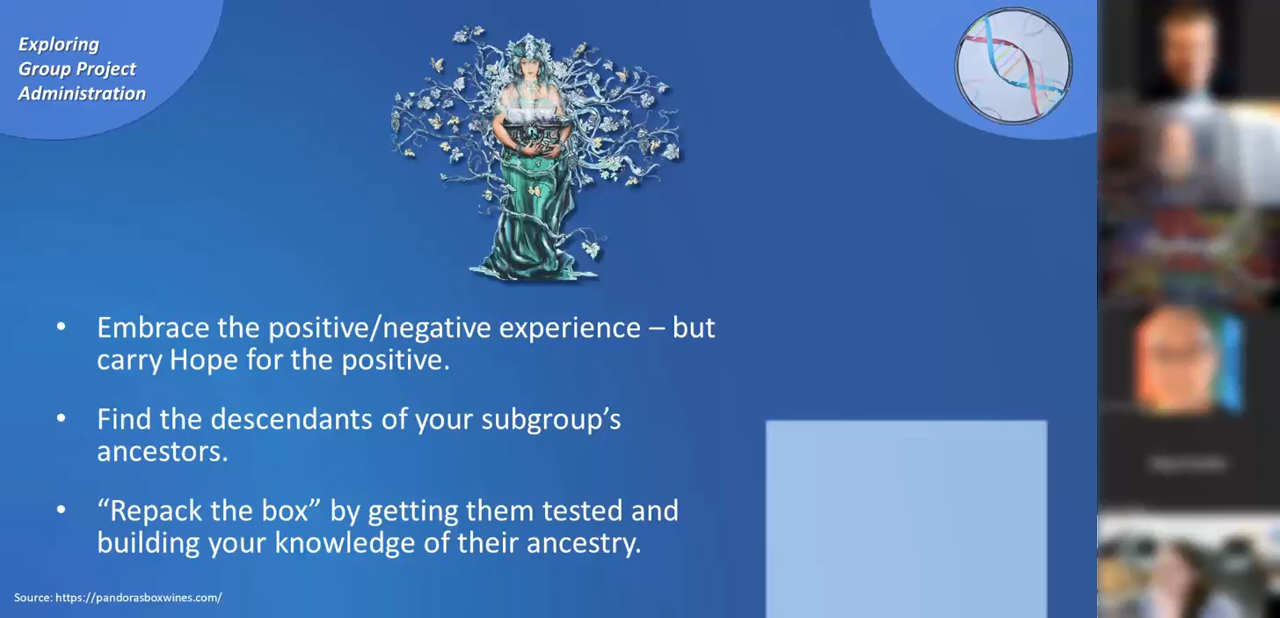 Exploring
Group Project
Administration
• Embrace the positive/negative experience – but
carry Hope for the positive.
• Find the descendants of your subgroup’s
ancestors.
• “Repack the box” by getting them tested and
building your knowledge of their ancestry.
Source: https://pandorasboxwines.com/